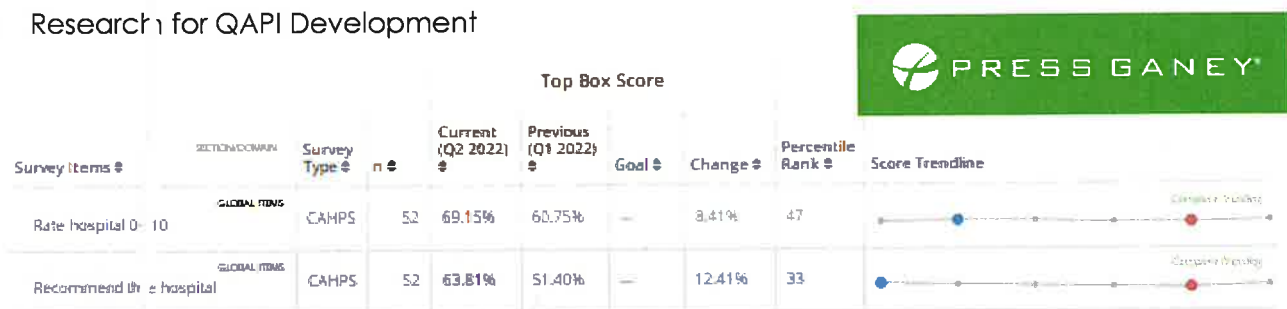 Research for QAPI Development
PRESS GANEY
Top Box Score
Survey Items
SECTION/DOMAIN
Survey Type
n
Current (Q2 2022)
Previous (Q1 2022)
Goal
Change
Percentile Rank
Score Trendline
GLOBAL ITEMS
Rate hospital 0-10 CAHPS 52 69.15% 60.75% — 8.41% 47
GLOBAL ITEMS
Recommend the hospital CAHPS 52 63.81% 51.40% — 12.41% 33